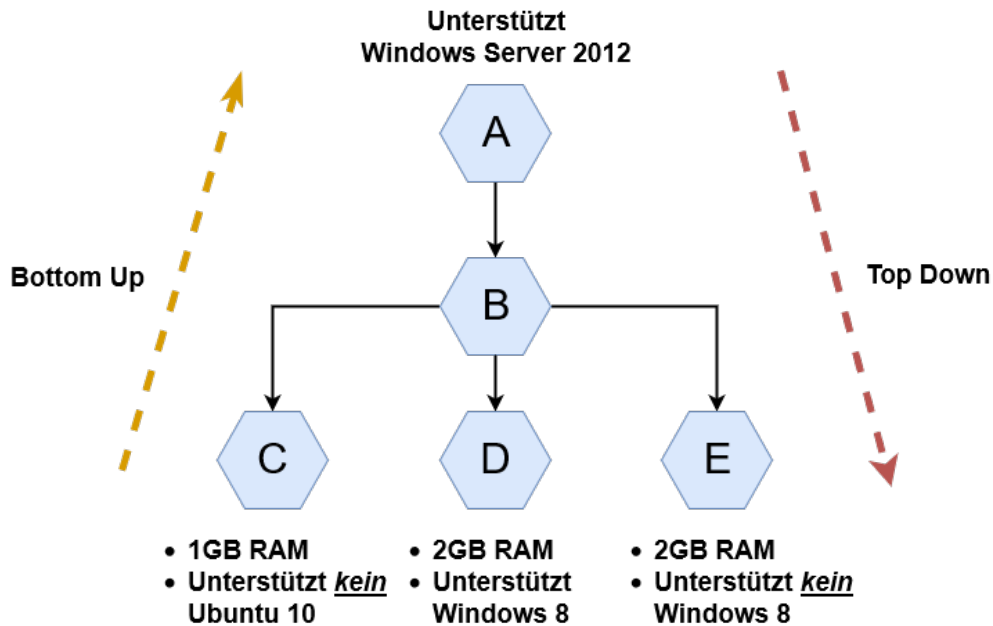 Unterstützt
Windows Server 2012
A
Bottom Up
Top Down
B
C
D
E
• 1GB RAM
• Unterstützt kein
Ubuntu 10
• 2GB RAM
• Unterstützt
Windows 8
• 2GB RAM
• Unterstützt kein
Windows 8